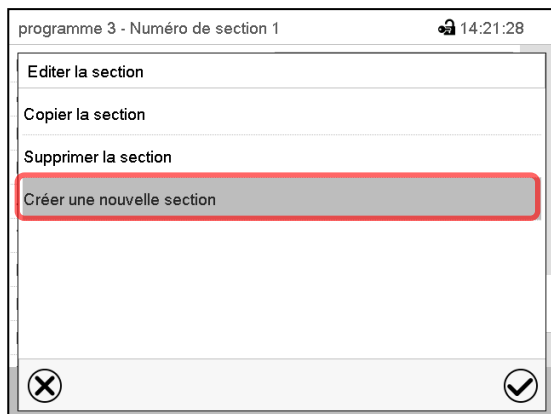 programme 3 - Numéro de section 1 14:21:28
Editer la section
Copier la section
Supprimer la section
Créer une nouvelle section